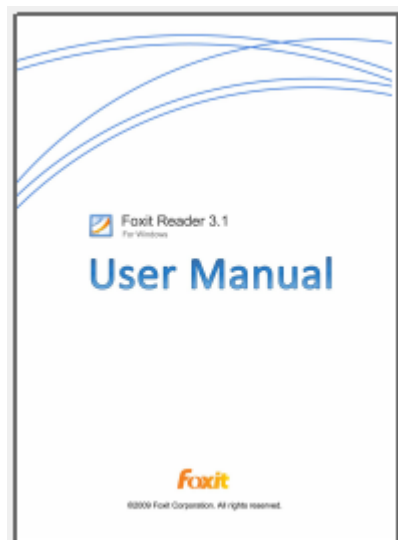 Foxit Reader 3.1
For Windows
User Manual
Foxit
©2009 Foxit Corporation. All rights reserved.